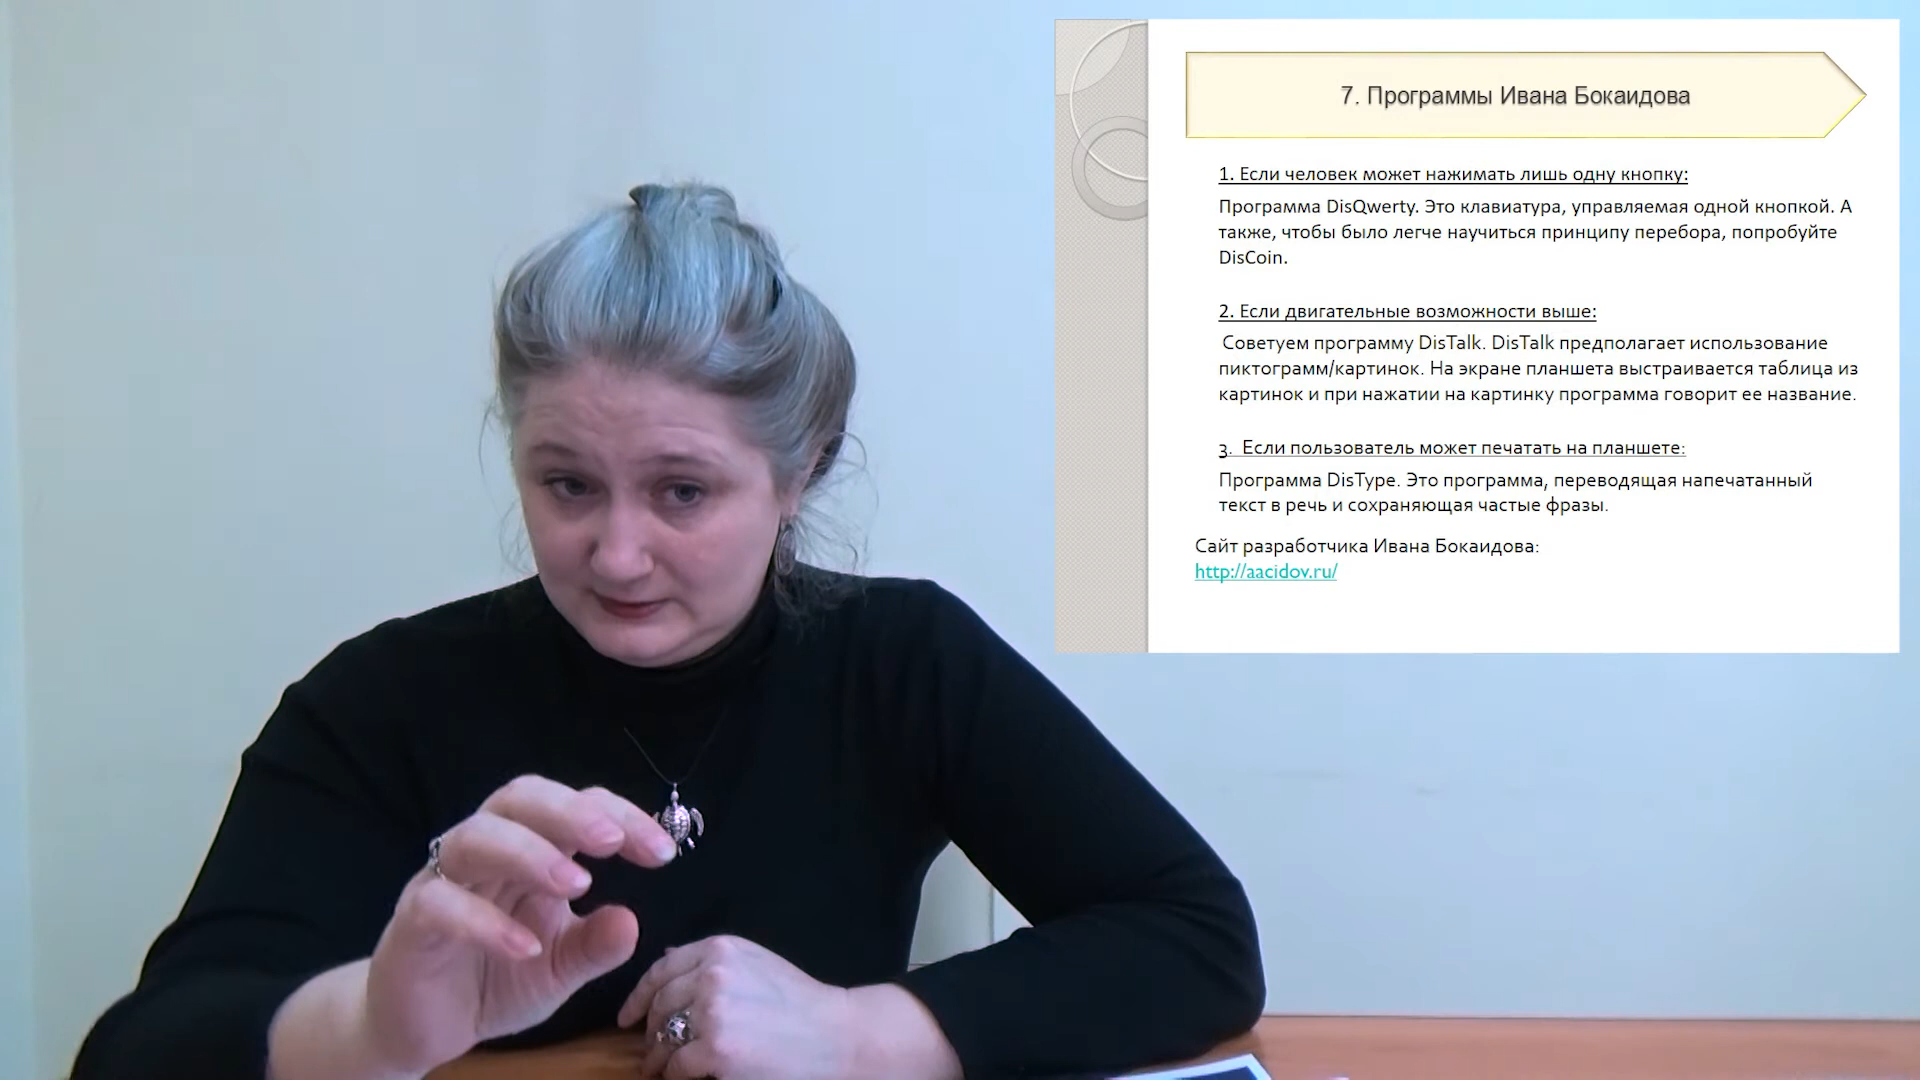 7. Программы Ивана Бокаидова
1. Если человек может нажимать лишь одну кнопку:
Программа DisQwerty. Это клавиатура, управляемая одной кнопкой. А
также, чтобы было легче научиться принципу перебора, попробуйте
DisCoin.
2. Если двигательные возможности выше:
Советуем программу DisTalk. DisTalk предполагает использование
пиктограмм/картинок. На экране планшета выстраивается таблица из
картинок и при нажатии на картинку программа говорит ее название.
3. Если пользователь может печатать на планшете:
Программа DisType. Это программа, переводящая напечатанный
текст в речь и сохраняющая частые фразы.
Сайт разработчика Ивана Бокаидова:
http://aacidov.ru/